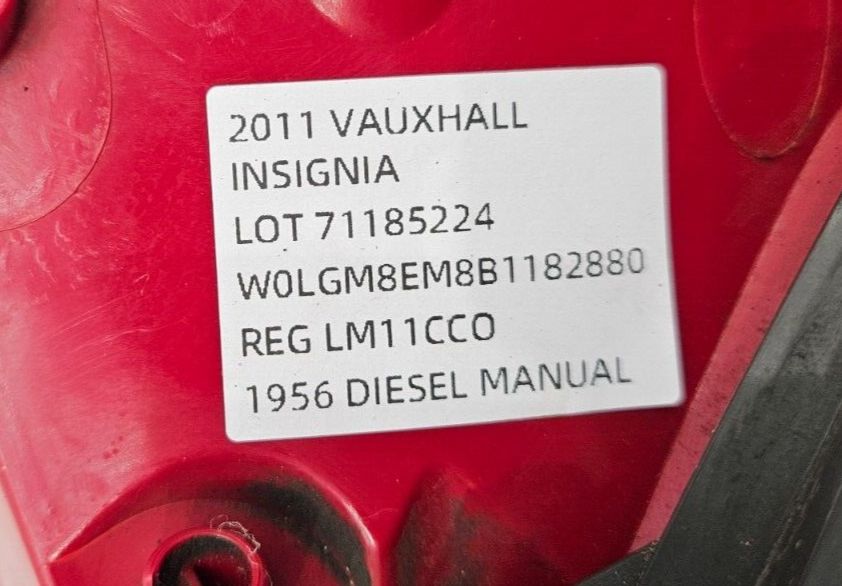 2011 VAUXHALL
INSIGNIA
LOT 71185224
W0LGM8EM8B1182880
REG LM11CCO
1956 DIESEL MANUAL